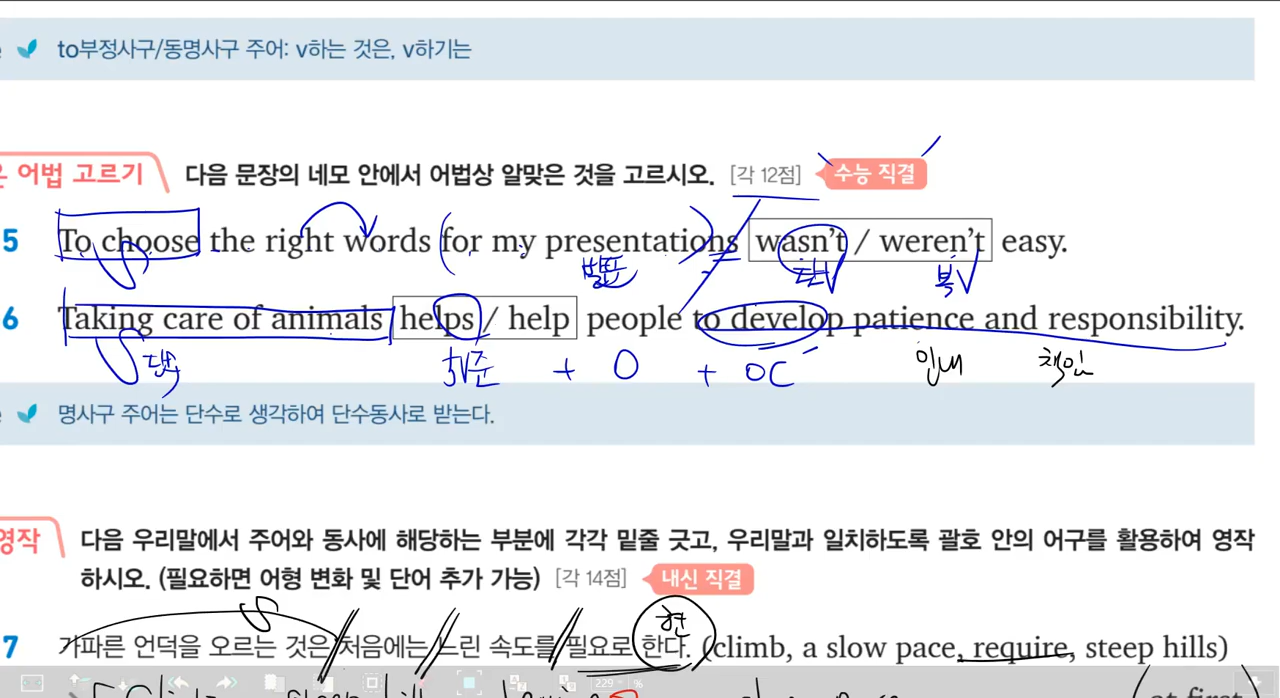 to부정사구/동명사구 주어: v하는 것은, v하기는
은 어법 고르기 다음 문장의 네모 안에서 어법상 알맞은 것을 고르시오. [각 12점] 수능 직결
5 To choose the right words (for my presentations) wasn't / weren't easy.
발표 단 복
6 Taking care of animals helps / help people to develop patience and responsibility.
S 단 준 + O + OC 인내 책임
명사구 주어는 단수로 생각하여 단수동사로 받는다.
영작 다음 우리말에서 주어와 동사에 해당하는 부분에 각각 밑줄 긋고, 우리말과 일치하도록 괄호 안의 어구를 활용하여 영작
하시오. (필요하면 어형 변화 및 단어 추가 가능) [각 14점] 내신 직결
S 현
7 가파른 언덕을 오르는 것은 처음에는 느린 속도를 필요로 한다. (climb, a slow pace, require, steep hills)
229 %